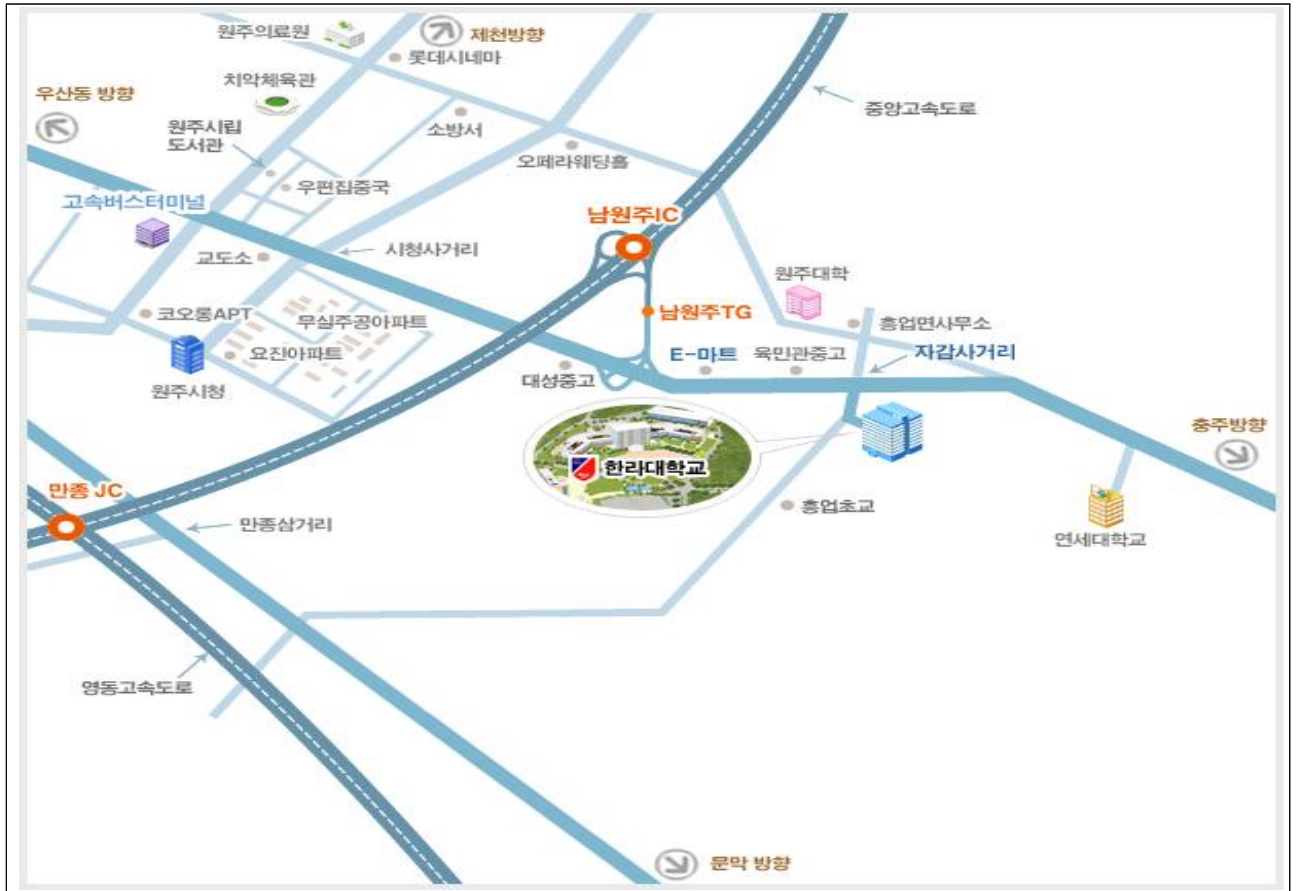 원주의료원
제천방향
롯데시네마
치악체육관
우산동 방향
중앙고속도로
원주시립
도서관
소방서
오페라웨딩홀
우편집중국
고속버스터미널
남원주IC
시청사거리
교도소
원주대학
코오롱APT
무실주공아파트
남원주TG
흥업면사무소
요진아파트
E-마트
육민관중고
자감사거리
원주시청
대성중고
충주방향
한라대학교
만종 JC
만종삼거리
흥업초교
연세대학교
영동고속도로
문막 방향